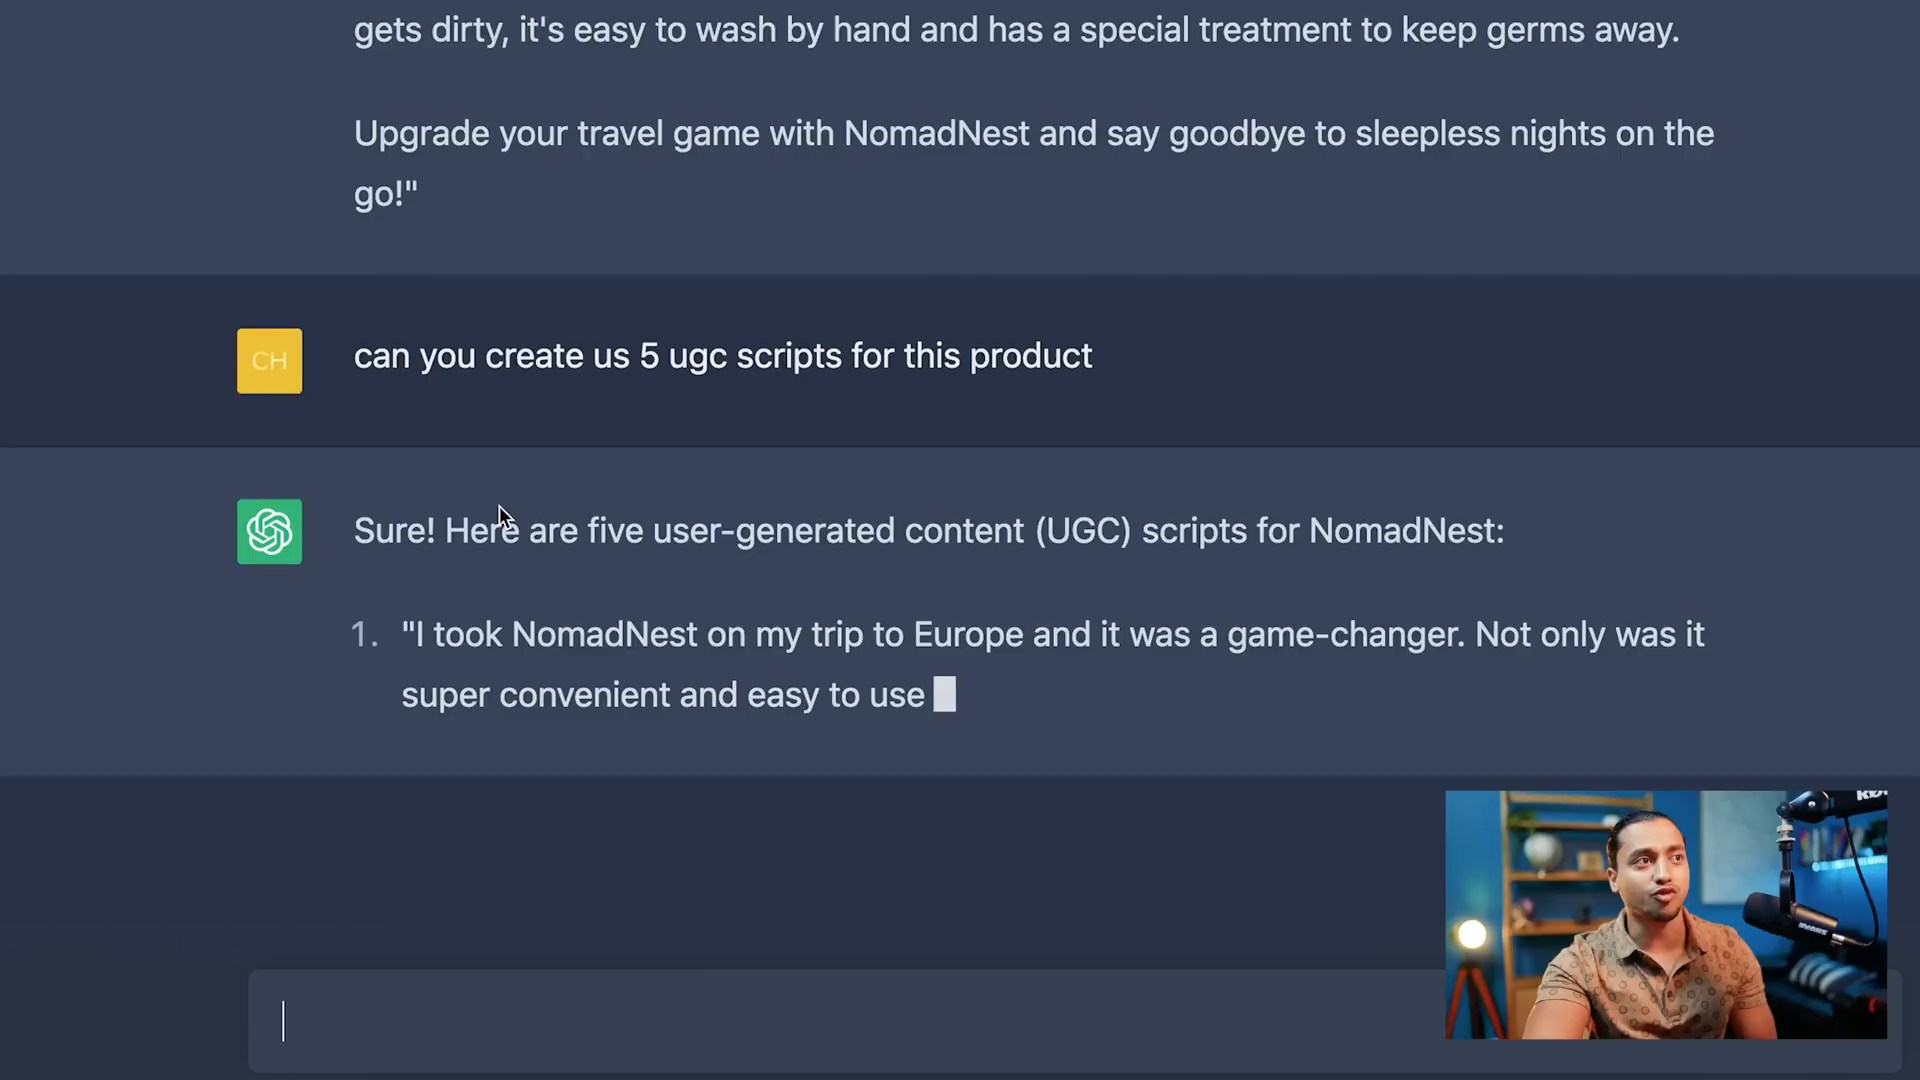 gets dirty, it's easy to wash by hand and has a special treatment to keep germs away.
Upgrade your travel game with NomadNest and say goodbye to sleepless nights on the
go!"
CH
can you create us 5 ugc scripts for this product
Sure! Here are five user-generated content (UGC) scripts for NomadNest:
1. "I took NomadNest on my trip to Europe and it was a game-changer. Not only was it
super convenient and easy to use